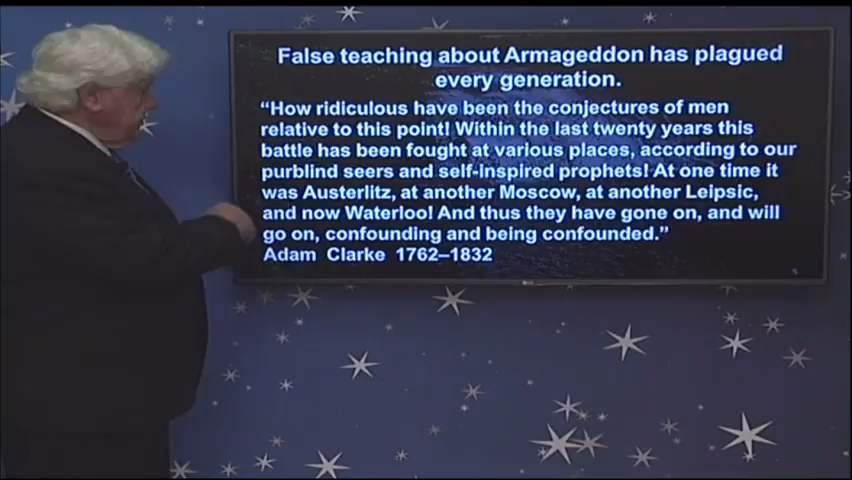 False teaching about Armageddon has plagued
every generation.
“How ridiculous have been the conjectures of men
relative to this point! Within the last twenty years this
battle has been fought at various places, according to our
purblind seers and self-inspired prophets! At one time it
was Austerlitz, at another Moscow, at another Leipsic,
and now Waterloo! And thus they have gone on, and will
go on, confounding and being confounded.”
Adam Clarke 1762–1832